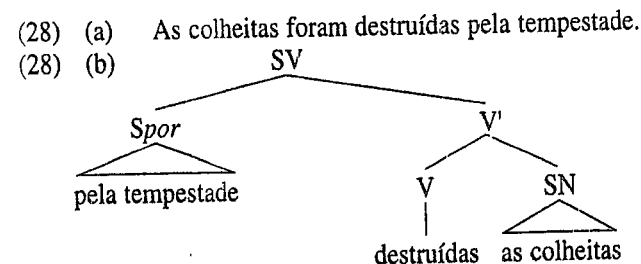 (28) (a) As colheitas foram destruídas pela tempestade.
(28) (b) SV
Spor V'
pela tempestade V SN
destruídas as colheitas